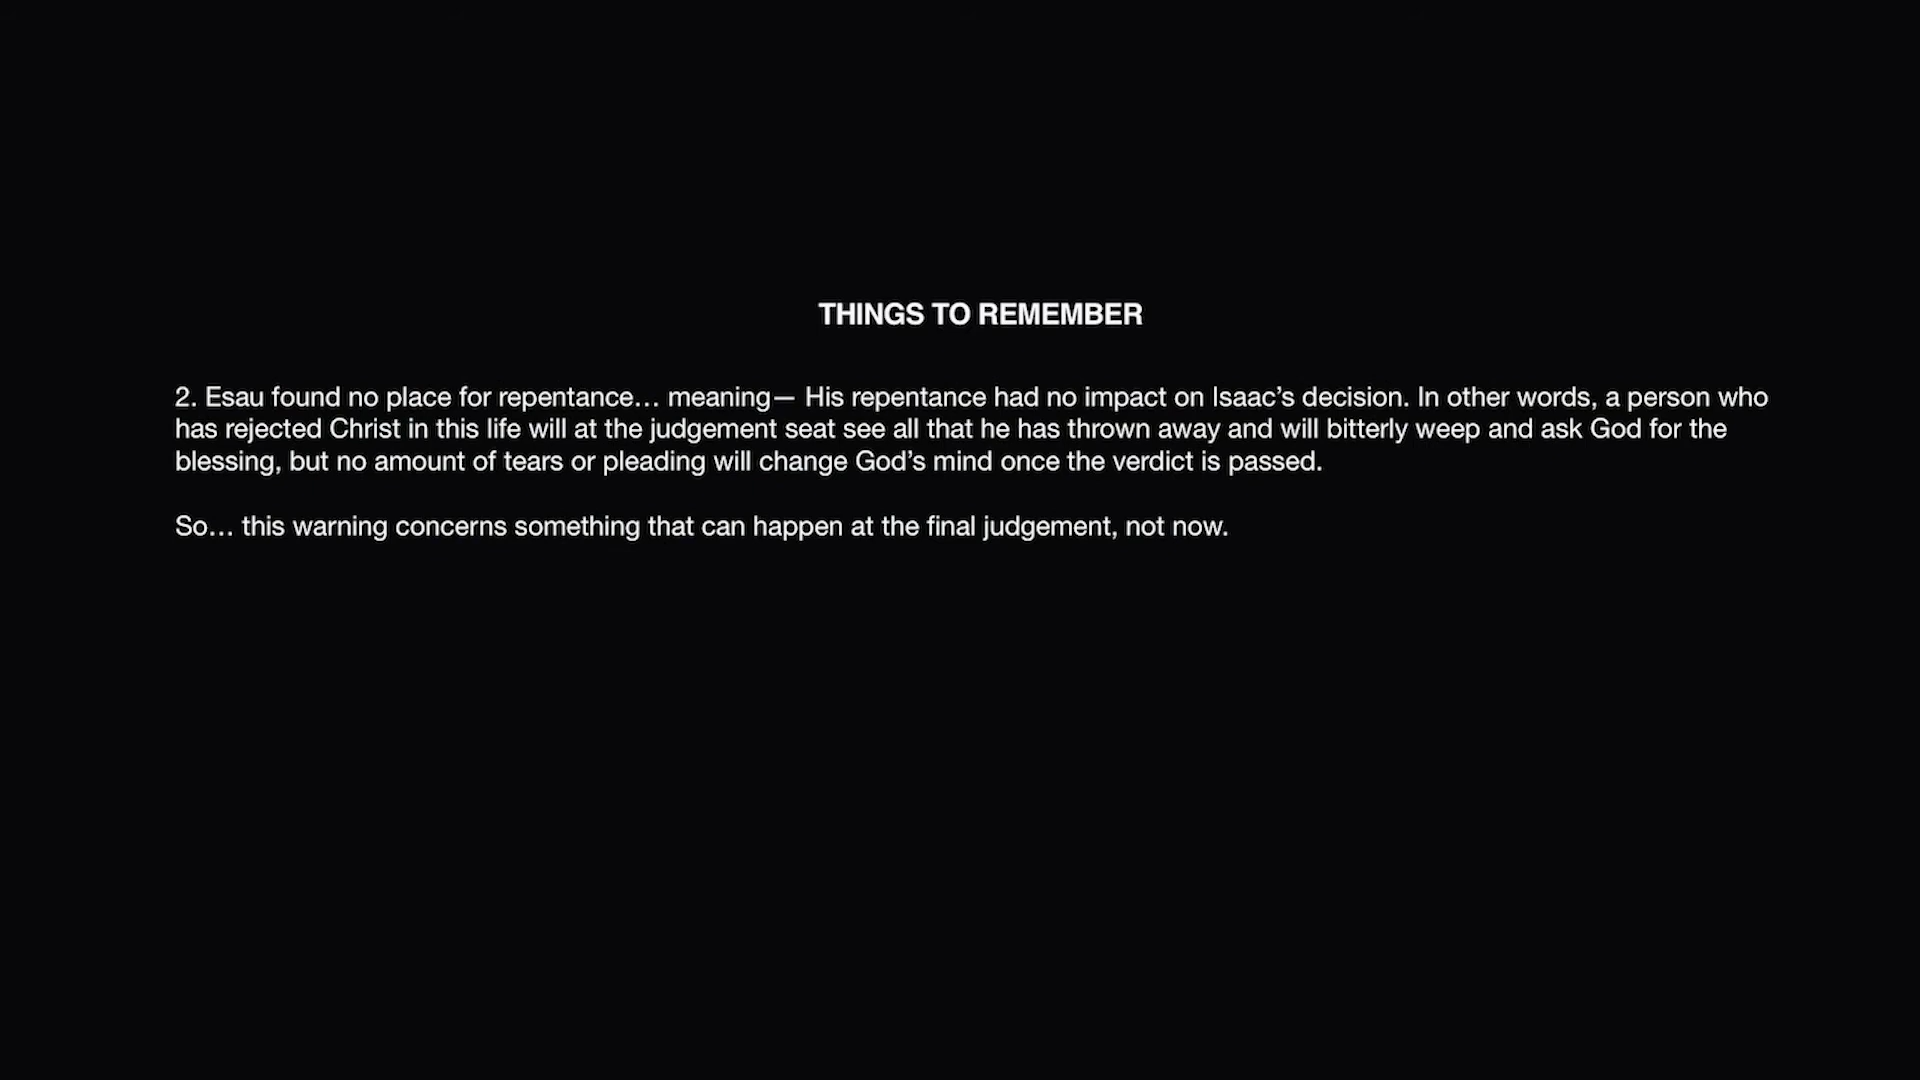 THINGS TO REMEMBER
2. Esau found no place for repentance… meaning— His repentance had no impact on Isaac’s decision. In other words, a person who
has rejected Christ in this life will at the judgement seat see all that he has thrown away and will bitterly weep and ask God for the
blessing, but no amount of tears or pleading will change God’s mind once the verdict is passed.
So… this warning concerns something that can happen at the final judgement, not now.